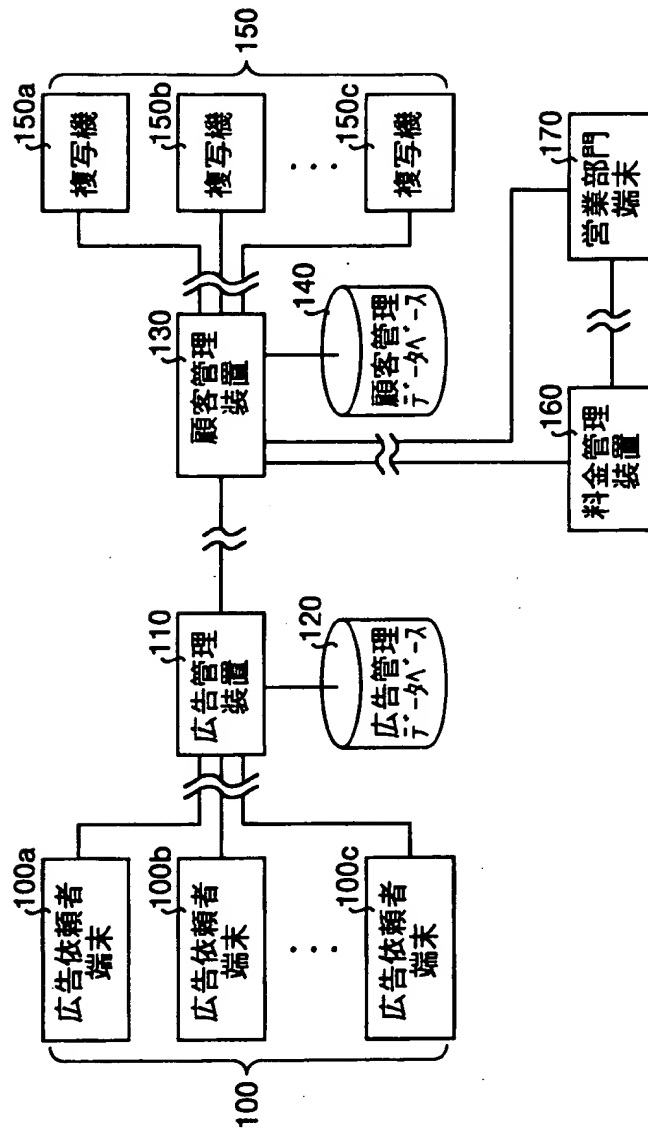 100
100a
広告依頼者
端末
100b
広告依頼者
端末
100c
広告依頼者
端末
110
広告管理
装置
120
広告管理
データベース
130
顧客管理
装置
140
顧客管理
データベース
150a
複写機
150b
複写機
150c
複写機
150
160
料金管理
装置
170
営業部門
端末